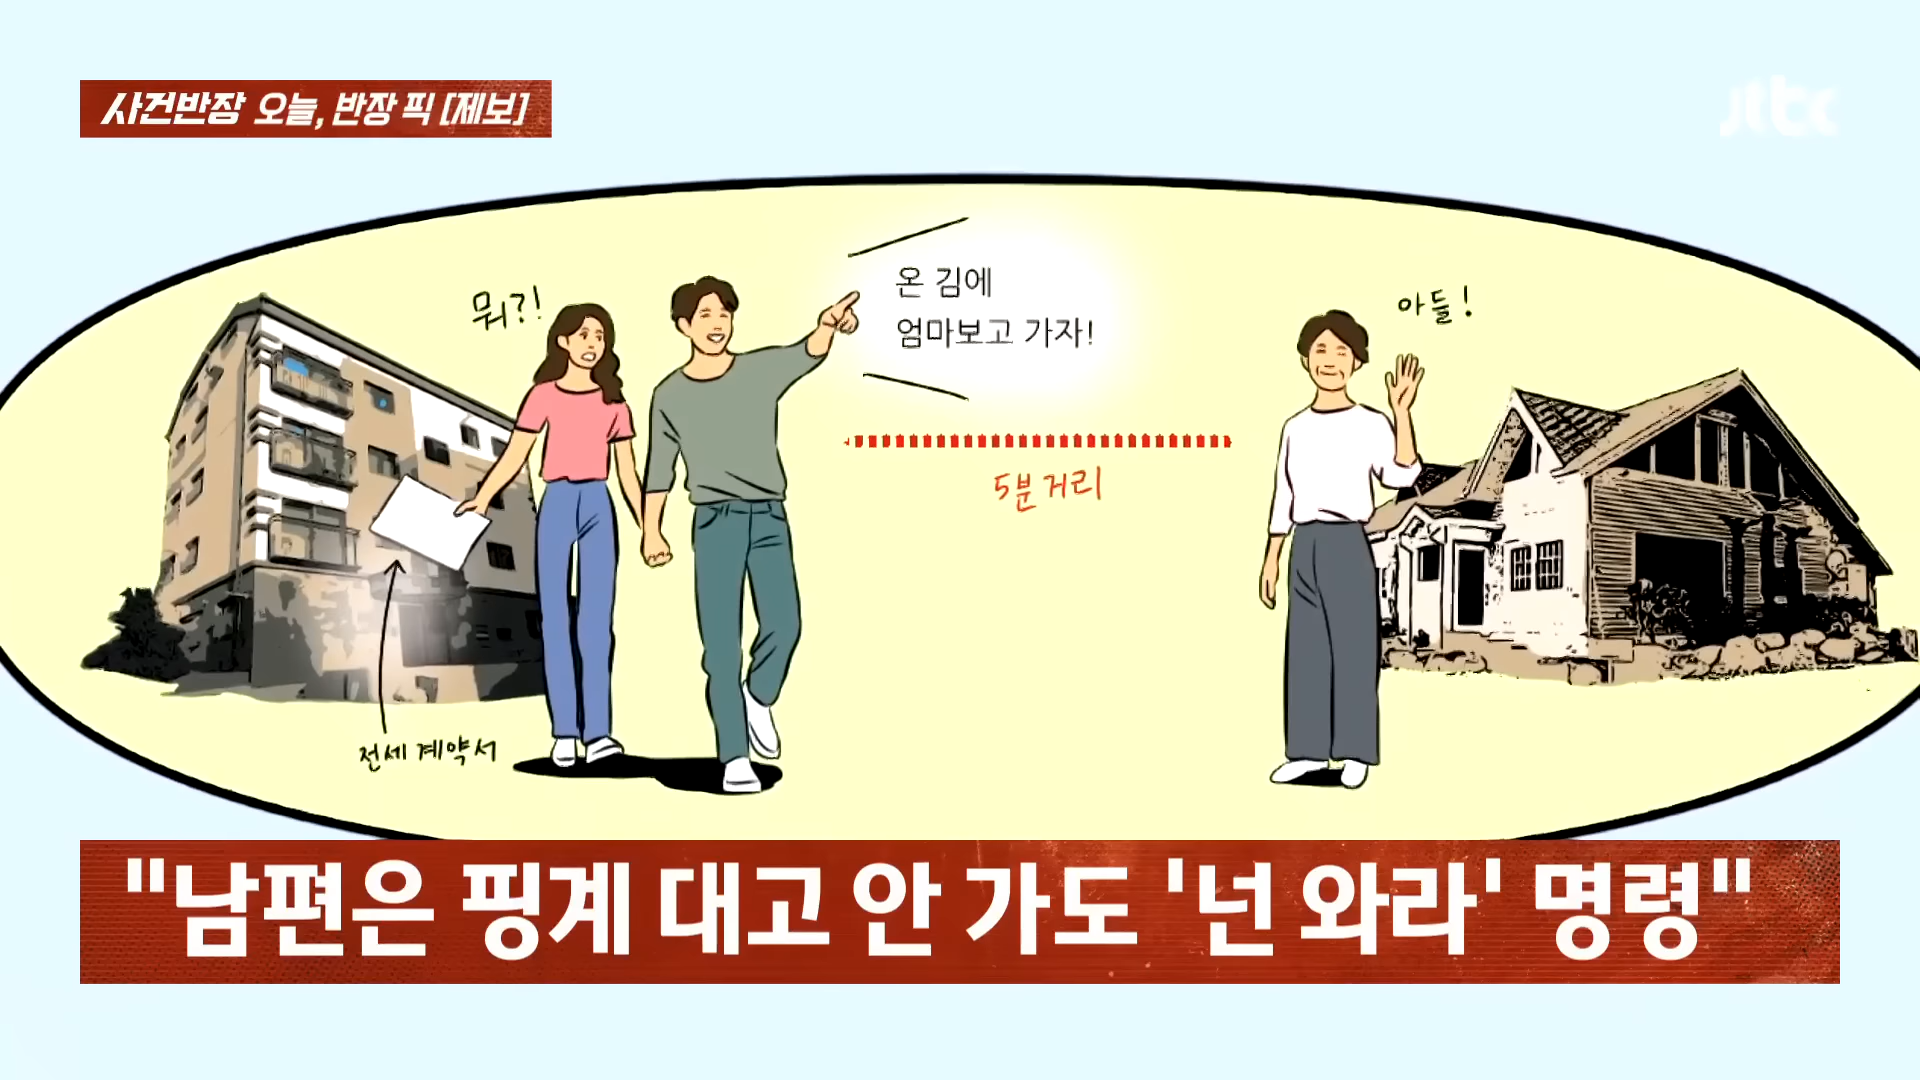 사건반장 오늘, 반장 픽 [제보]
jtbc
온 김에
엄마보고 가자!
뭐?!
아들!
5분 거리
전세 계약서
"남편은 핑계 대고 안 가도 '넌 와라' 명령"